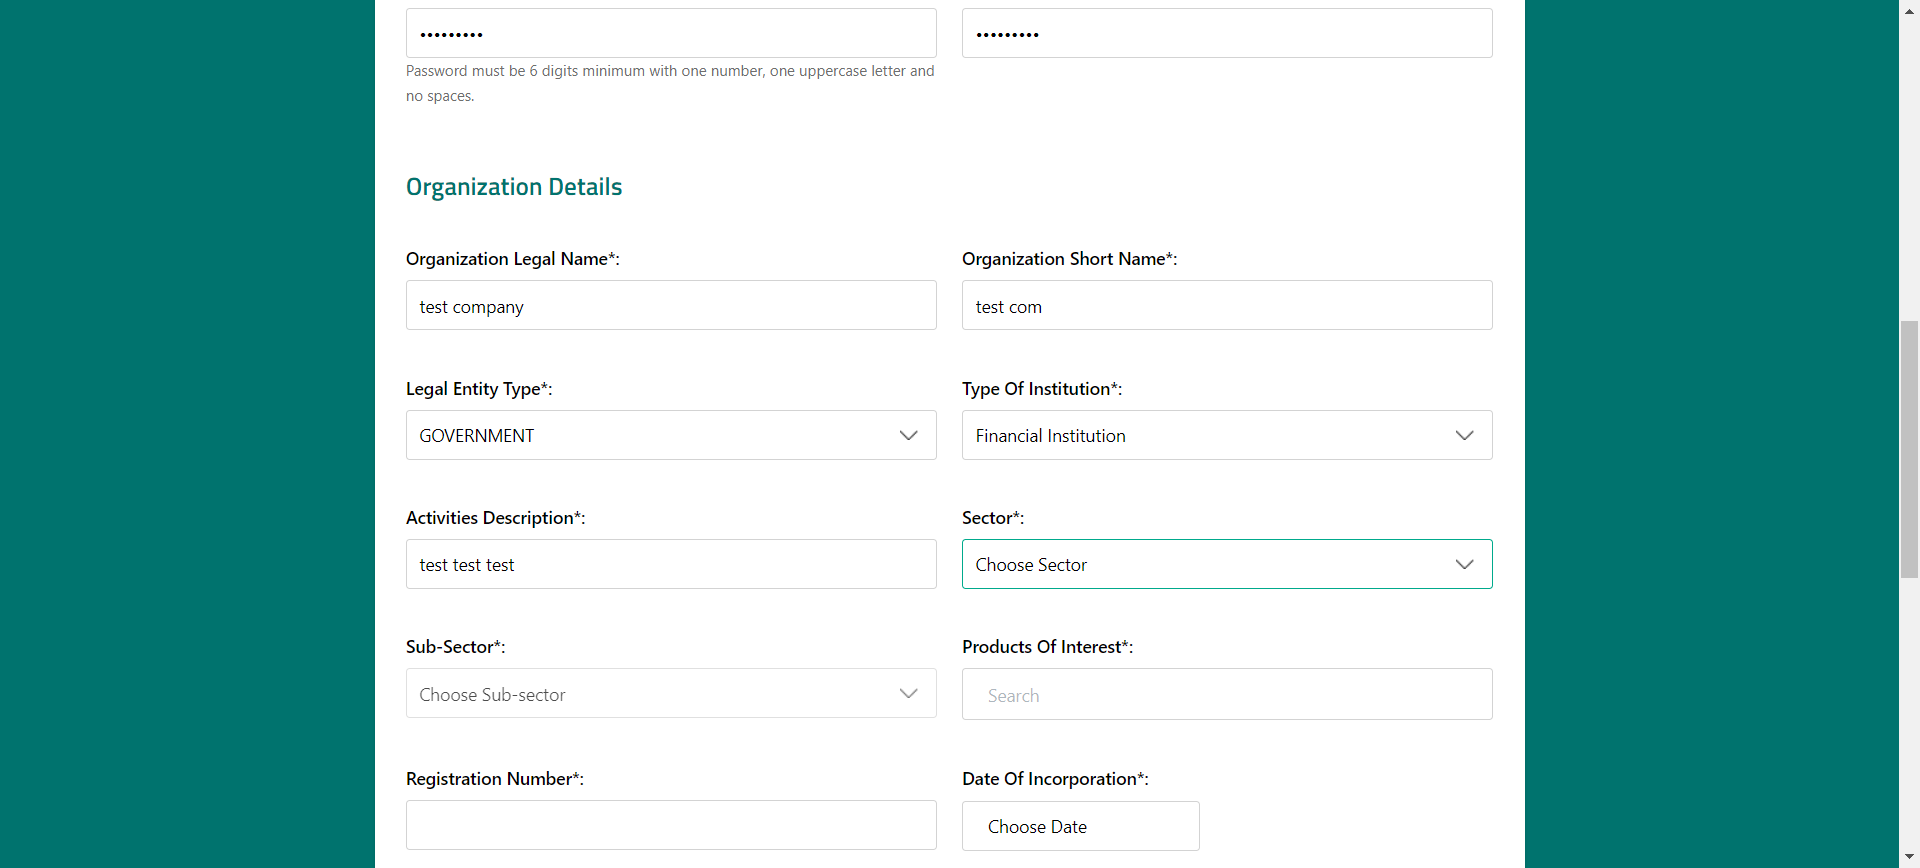 •••••••••
•••••••••
Password must be 6 digits minimum with one number, one uppercase letter and
no spaces.
Organization Details
Organization Legal Name*:
Organization Short Name*:
test company
test com
Legal Entity Type*:
Type Of Institution*:
GOVERNMENT
Financial Institution
Activities Description*:
Sector*:
test test test
Choose Sector
Sub-Sector*:
Products Of Interest*:
Choose Sub-sector
Search
Registration Number*:
Date Of Incorporation*:
Choose Date